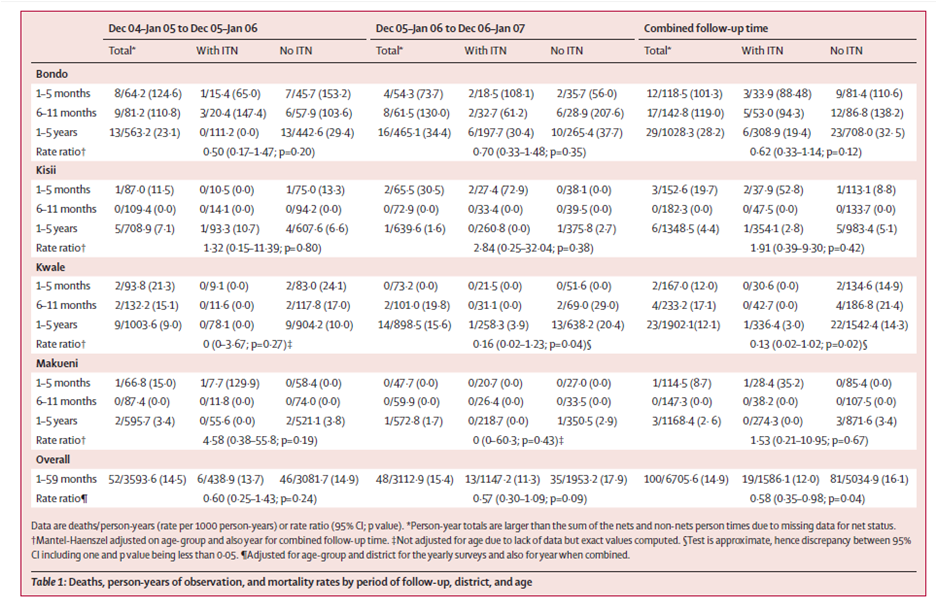 Dec 04–Jan 05 to Dec 05–Jan 06 Dec 05–Jan 06 to Dec 06–Jan 07 Combined follow-up time
Total* With ITN No ITN Total* With ITN No ITN Total* With ITN No ITN
Bondo
1–5 months 8/64·2 (124·6) 1/15·4 (65·0) 7/45·7 (153·2) 4/54·3 (73·7) 2/18·5 (108·1) 2/35·7 (56·0) 12/118·5 (101·3) 3/33·9 (88·48) 9/81·4 (110·6)
6–11 months 9/81·2 (110·8) 3/20·4 (147·4) 6/57·9 (103·6) 8/61·5 (130·0) 2/32·7 (61·2) 6/28·9 (207·6) 17/142·8 (119·0) 5/53·0 (94·3) 12/86·8 (138·2)
1–5 years 13/563·2 (23·1) 0/111·2 (0·0) 13/442·6 (29·4) 16/465·1 (34·4) 6/197·7 (30·4) 10/265·4 (37·7) 29/1028·3 (28·2) 6/308·9 (19·4) 23/708·0 (32·5)
Rate ratio† 0·50 (0·17–1·47; p=0·20) 0·70 (0·33–1·48; p=0·35) 0·62 (0·33–1·14; p=0·12)
Kisii
1–5 months 1/87·0 (11·5) 0/10·5 (0·0) 1/75·0 (13·3) 2/65·5 (30·5) 2/27·4 (72·9) 0/38·1 (0·0) 3/152·6 (19·7) 2/37·9 (52·8) 1/113·1 (8·8)
6–11 months 0/109·4 (0·0) 0/14·1 (0·0) 0/94·2 (0·0) 0/72·9 (0·0) 0/33·4 (0·0) 0/39·5 (0·0) 0/182·3 (0·0) 0/47·5 (0·0) 0/133·7 (0·0)
1–5 years 5/708·9 (7·1) 1/93·3 (10·7) 4/607·6 (6·6) 1/639·6 (1·6) 0/260·8 (0·0) 1/375·8 (2·7) 6/1348·5 (4·4) 1/354·1 (2·8) 5/983·4 (5·1)
Rate ratio† 1·32 (0·15–11·39; p=0·80) 2·84 (0·25–32·04; p=0·38) 1·91 (0·39–9·30; p=0·42)
Kwale
1–5 months 2/93·8 (21·3) 0/9·1 (0·0) 2/83·0 (24·1) 0/73·2 (0·0) 0/21·5 (0·0) 0/51·6 (0·0) 2/167·0 (12·0) 0/30·6 (0·0) 2/134·6 (14·9)
6–11 months 2/132·2 (15·1) 0/11·6 (0·0) 2/117·8 (17·0) 2/101·0 (19·8) 0/31·1 (0·0) 2/69·0 (29·0) 4/233·2 (17·1) 0/42·7 (0·0) 4/186·8 (21·4)
1–5 years 9/1003·6 (9·0) 0/78·1 (0·0) 9/904·2 (10·0) 14/898·5 (15·6) 1/258·3 (3·9) 13/638·2 (20·4) 23/1902·1(12·1) 1/336·4 (3·0) 22/1542·4 (14·3)
Rate ratio† 0 (0–3·67; p=0·27)‡ 0·16 (0·02–1·23; p=0·04)§ 0·13 (0·02–1·02; p=0·02)§
Makueni
1–5 months 1/66·8 (15·0) 1/7·7 (129·9) 0/58·4 (0·0) 0/47·7 (0·0) 0/20·7 (0·0) 0/27·0 (0·0) 1/114·5 (8·7) 1/28·4 (35·2) 0/85·4 (0·0)
6–11 months 0/87·4 (0·0) 0/11·8 (0·0) 0/74·0 (0·0) 0/59·9 (0·0) 0/26·4 (0·0) 0/33·5 (0·0) 0/147·3 (0·0) 0/38·2 (0·0) 0/107·5 (0·0)
1–5 years 2/595·7 (3·4) 0/55·6 (0·0) 2/521·1 (3·8) 1/572·8 (1·7) 0/218·7 (0·0) 1/350·5 (2·9) 3/1168·4 (2·6) 0/274·3 (0·0) 3/871·6 (3·4)
Rate ratio† 4·58 (0·38–55·8; p=0·19) 0 (0–60·3; p=0·43)‡ 1·53 (0·21–10·95; p=0·67)
Overall
1–59 months 52/3593·6 (14·5) 6/438·9 (13·7) 46/3081·7 (14·9) 48/3112·9 (15·4) 13/1147·2 (11·3) 35/1953·2 (17·9) 100/6705·6 (14·9) 19/1586·1 (12·0) 81/5034·9 (16·1)
Rate ratio¶ 0·60 (0·25–1·43; p=0·24) 0·57 (0·30–1·09; p=0·09) 0·58 (0·35–0·98; p=0·04)
Data are deaths/person-years (rate per 1000 person-years) or rate ratio (95% CI; p value). *Person-year totals are larger than the sum of the nets and non-nets person times due to missing data for net status.
†Mantel-Haenszel adjusted on age-group and also year for combined follow-up time. ‡Not adjusted for age due to lack of data but exact values computed. §Test is approximate, hence discrepancy between 95%
CI including one and p value being less than 0·05. ¶Adjusted for age-group and district for the yearly surveys and also for year when combined.
Table 1: Deaths, person-years of observation, and mortality rates by period of follow-up, district, and age